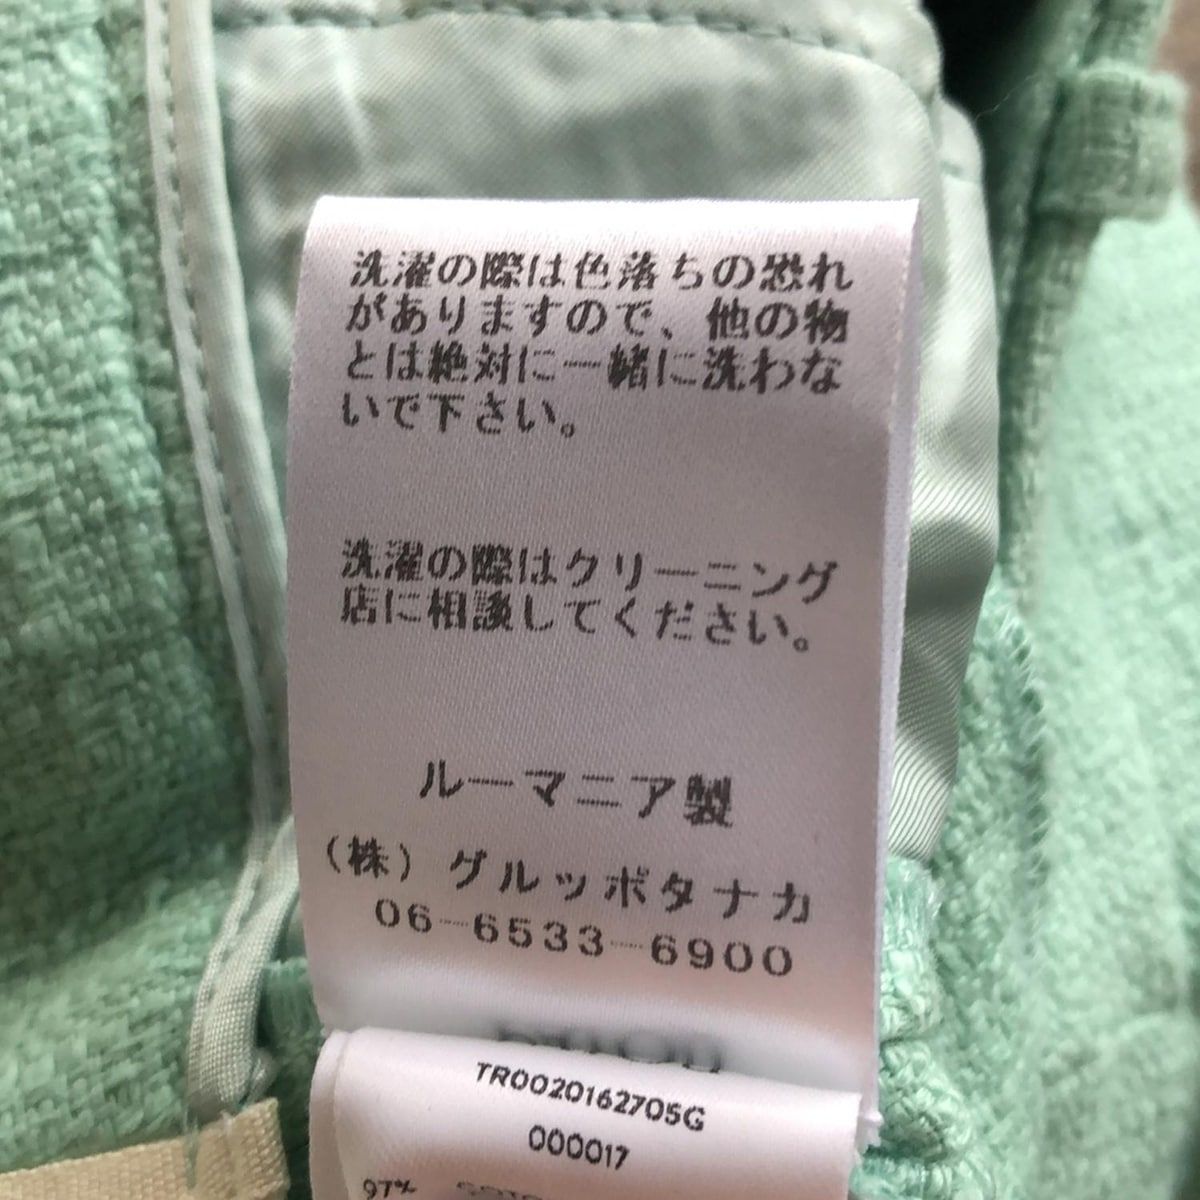 洗濯の際は色落ちの恐れ
がありますので、他の物
とは絶対に一緒に洗わな
いで下さい。
洗濯の際はクリーニング
店に相談してください。
ルーマニア製
（株）グルッポタナカ
06-6533-6900
TR0020162705G
000017
97%